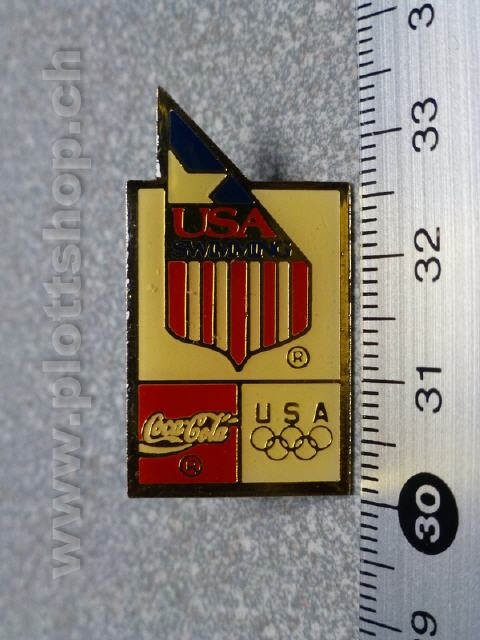 www.plottshop.ch
USA
SWIMMING
®
Coca-Cola
®
USA
33
32
31
30